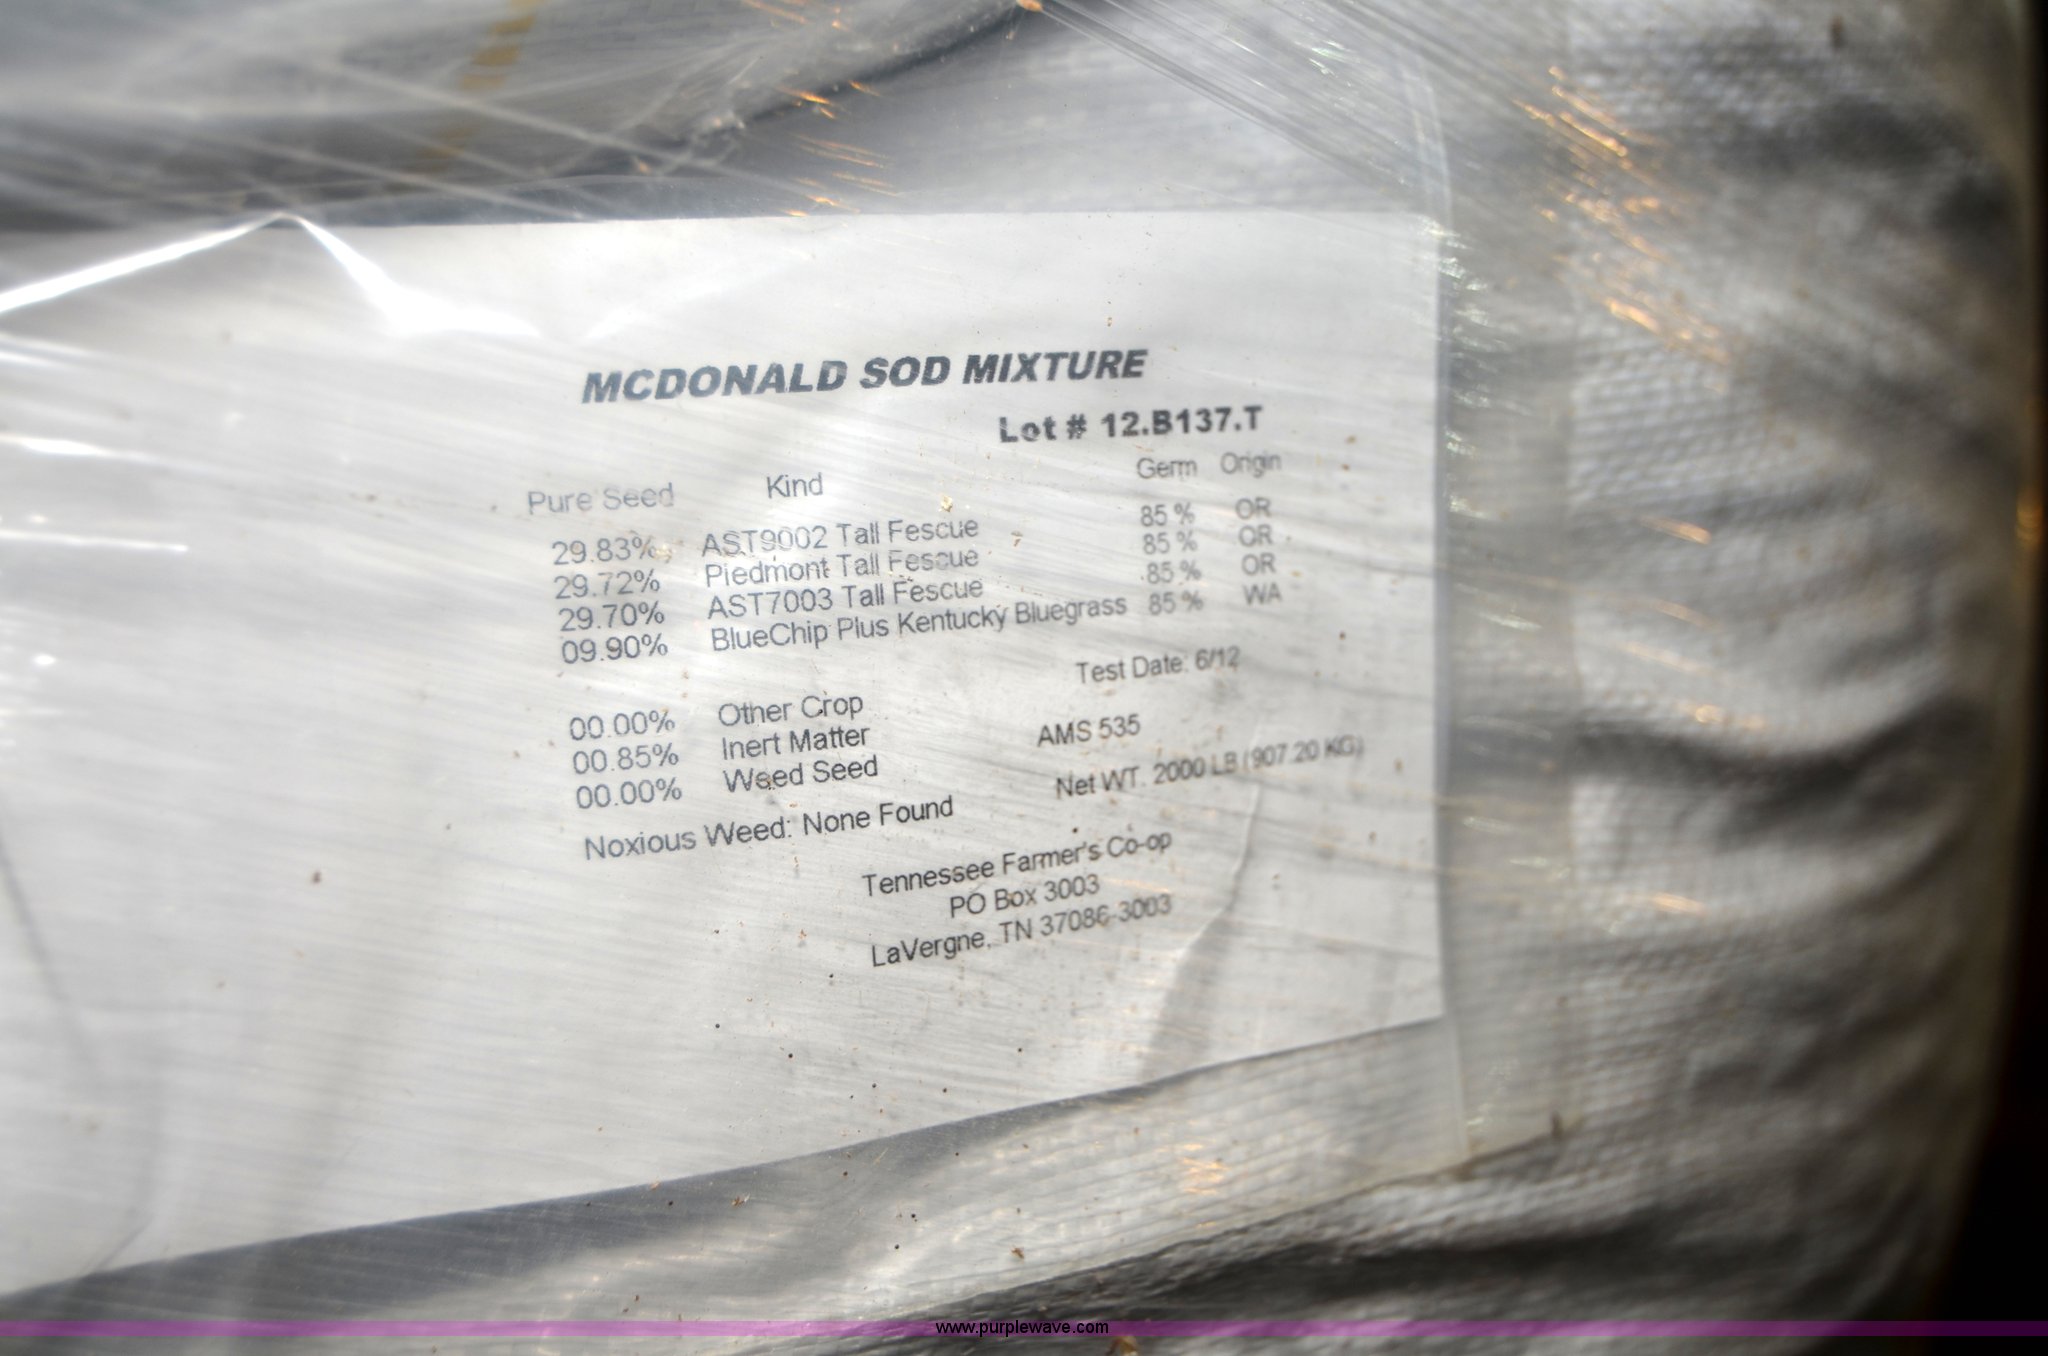 MCDONALD SOD MIXTURE
Lot # 12.B137.T
Pure Seed Kind Germ Origin
29.83% AST9002 Tall Fescue 85 % OR
29.72% Piedmont Tall Fescue 85 % OR
29.70% AST7003 Tall Fescue 85 % OR
09.90% BlueChip Plus Kentucky Bluegrass 85 % WA
Test Date: 6/12
00.00% Other Crop
00.85% Inert Matter AMS 535
00.00% Weed Seed Net WT. 2000 LB (907.20 KG)
Noxious Weed: None Found
Tennessee Farmer's Co-op
PO Box 3003
LaVergne, TN 37086-3003
www.purplewave.com